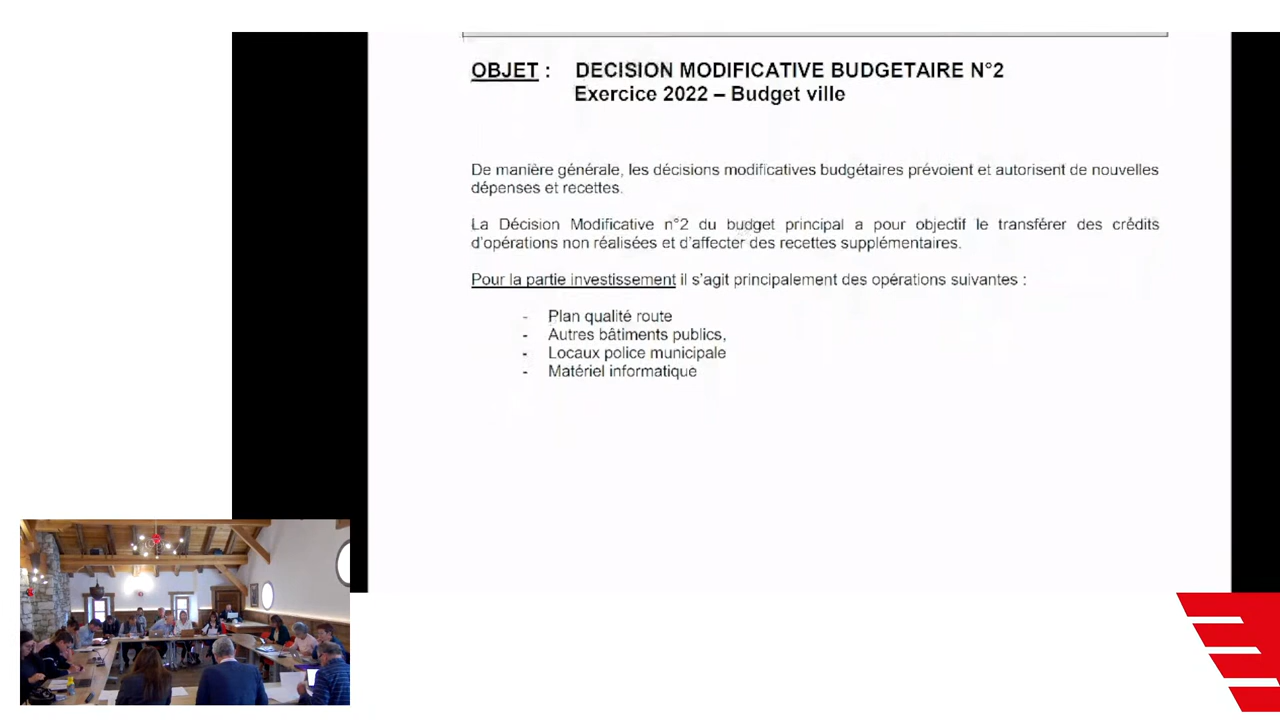 OBJET : DECISION MODIFICATIVE BUDGETAIRE N°2
Exercice 2022 – Budget ville
De manière générale, les décisions modificatives budgétaires prévoient et autorisent de nouvelles
dépenses et recettes.
La Décision Modificative n°2 du budget principal a pour objectif le transférer des crédits
d'opérations non réalisées et d'affecter des recettes supplémentaires.
Pour la partie investissement il s'agit principalement des opérations suivantes :
- Plan qualité route
- Autres bâtiments publics,
- Locaux police municipale
- Matériel informatique